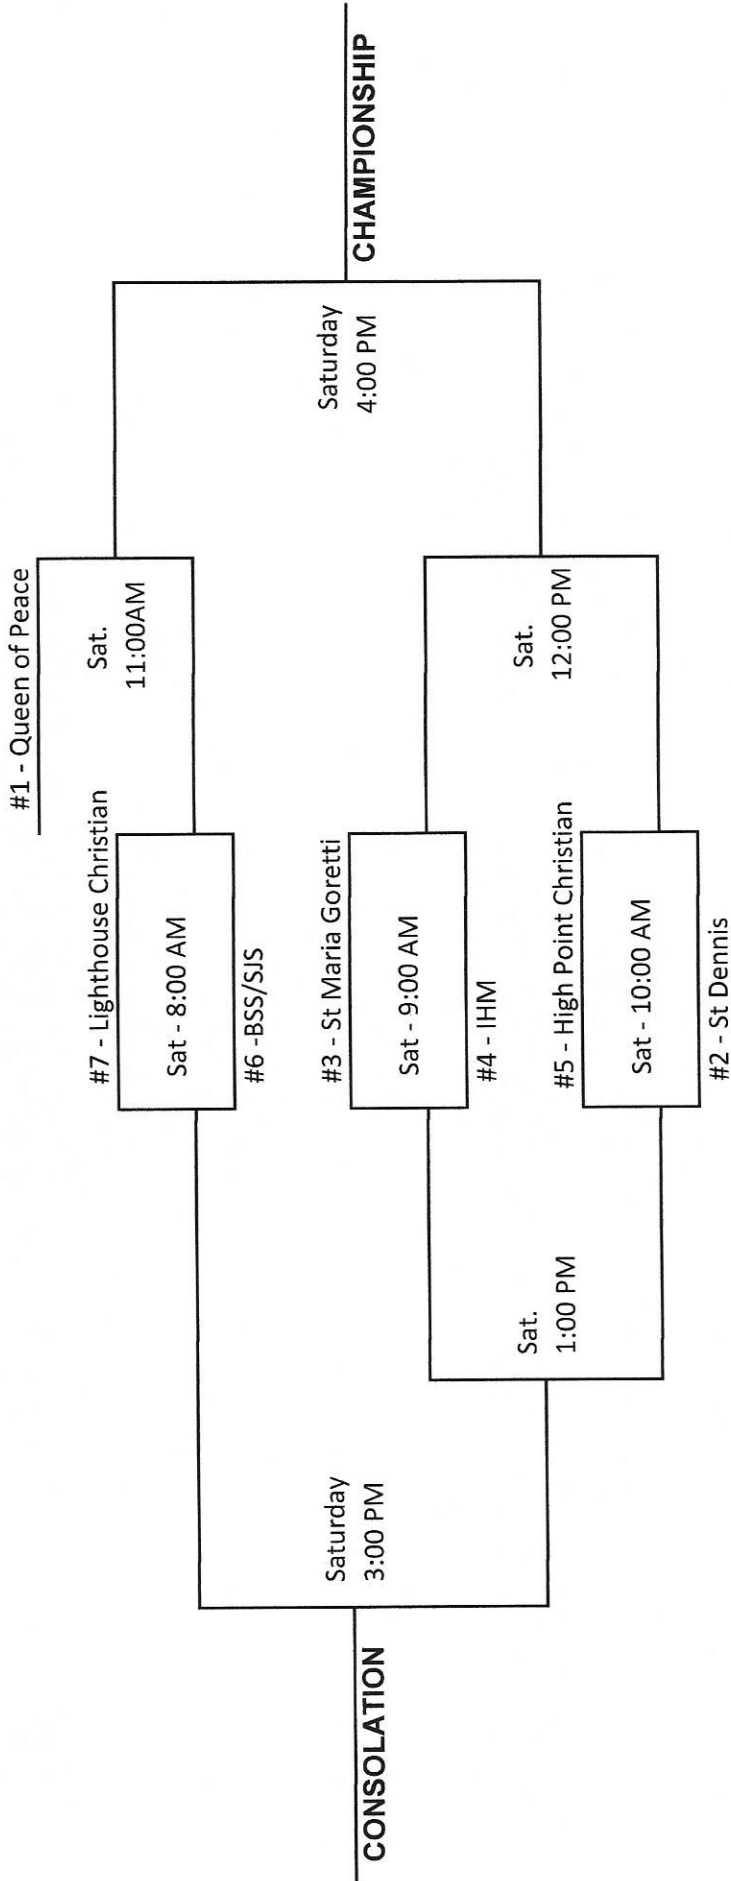 #1 - Queen of Peace
#7 - Lighthouse Christian
Sat.
11:00AM
Sat - 8:00 AM
#6 -BSS/SJS
Saturday
3:00 PM
#3 - St Maria Goretti
Saturday
4:00 PM
CONSOLATION
CHAMPIONSHIP
Sat - 9:00 AM
#4 - IHM
Sat.
1:00 PM
Sat.
12:00 PM
#5 - High Point Christian
Sat - 10:00 AM
#2 - St Dennis